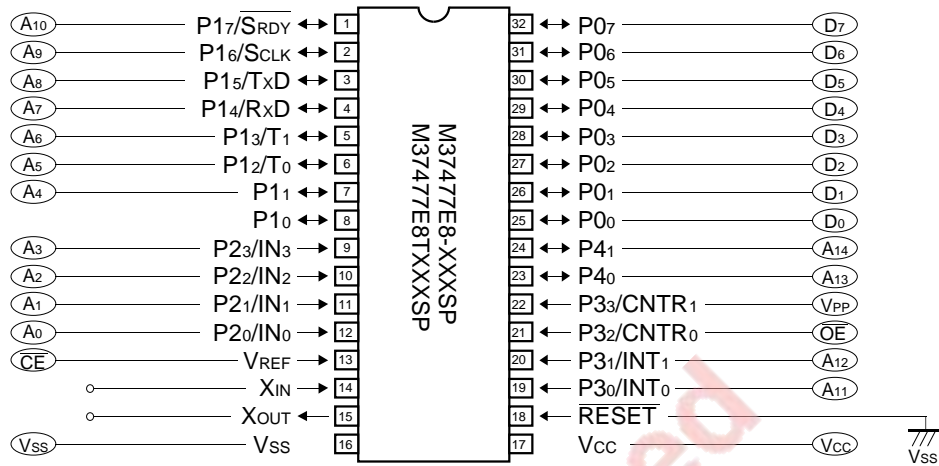 A10 P17/SRDY 1 32 P07 D7
A9 P16/SCLK 2 31 P06 D6
A8 P15/TXD 3 30 P05 D5
A7 P14/RXD 4 29 P04 D4
A6 P13/T1 5 28 P03 D3
A5 P12/T0 6 27 P02 D2
A4 P11 7 26 P01 D1
P10 8 25 P00 D0
A3 P23/IN3 9 24 P41 A14
A2 P22/IN2 10 23 P40 A13
A1 P21/IN1 11 22 P33/CNTR1 VPP
A0 P20/IN0 12 21 P32/CNTR0 OE
CE VREF 13 20 P31/INT1 A12
XIN 14 19 P30/INT0 A11
XOUT 15 18 RESET
VSS VSS 16 17 VCC VCC
VSS
M37477E8-XXXSP
M37477E8TXXXSP